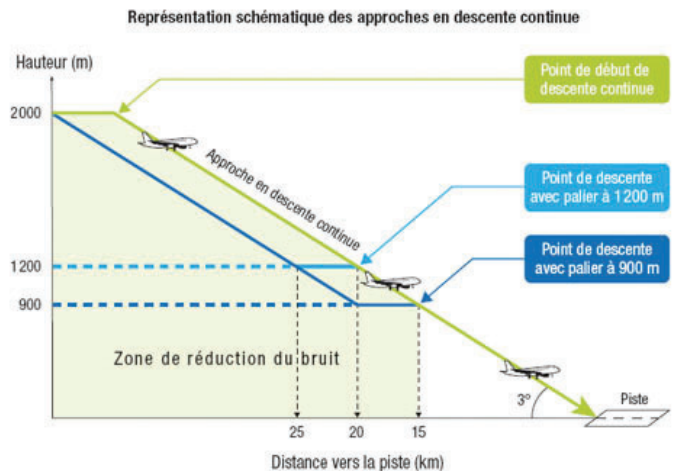 Représentation schématique des approches en descente continue
Hauteur (m)
Point de début de
descente continue
2000
Approche en descente continue
Point de descente
avec palier à 1200 m
1200
Point de descente
avec palier à 900 m
900
Zone de réduction du bruit
3°
Piste
25
20
15
Distance vers la piste (km)